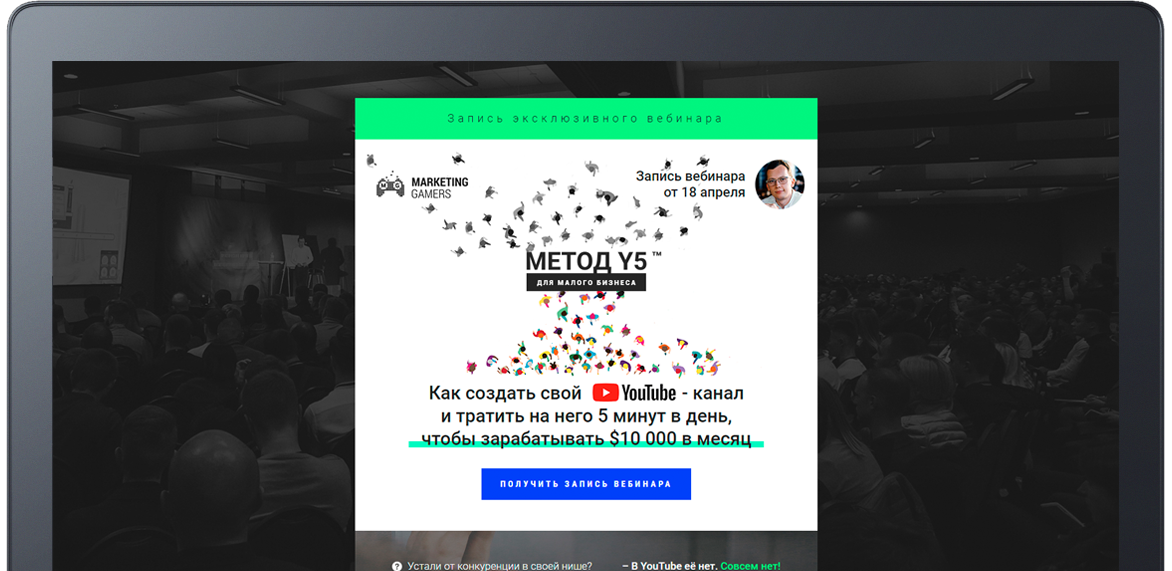 Запись эксклюзивного вебинара
MARKETING
GAMERS
Запись вебинара
от 18 апреля
МЕТОД Y5 ™
ДЛЯ МАЛОГО БИЗНЕСА
Как создать свой YouTube - канал
и тратить на него 5 минут в день,
чтобы зарабатывать $10 000 в месяц
ПОЛУЧИТЬ ЗАПИСЬ ВЕБИНАРА
? Устали от конкуренции в своей нише? – В YouTube её нет. Совсем нет!